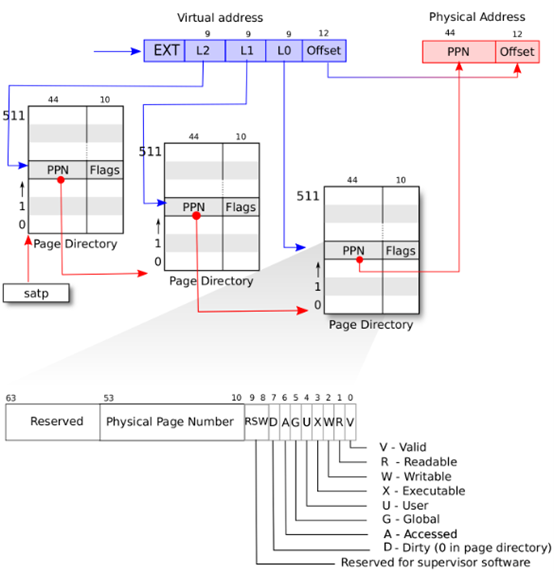 Virtual address
Physical Address
9 9 9 12
EXT L2 L1 L0 Offset
44 12
PPN Offset
44 10
511
PPN Flags
1
0
Page Directory
satp
44 10
511
PPN Flags
1
0
Page Directory
44 10
511
PPN Flags
1
0
Page Directory
63 53 10 9 8 7 6 5 4 3 2 1 0
Reserved Physical Page Number RSW D A G U X W R V
V - Valid
R - Readable
W - Writable
X - Executable
U - User
G - Global
A - Accessed
D - Dirty (0 in page directory)
Reserved for supervisor software